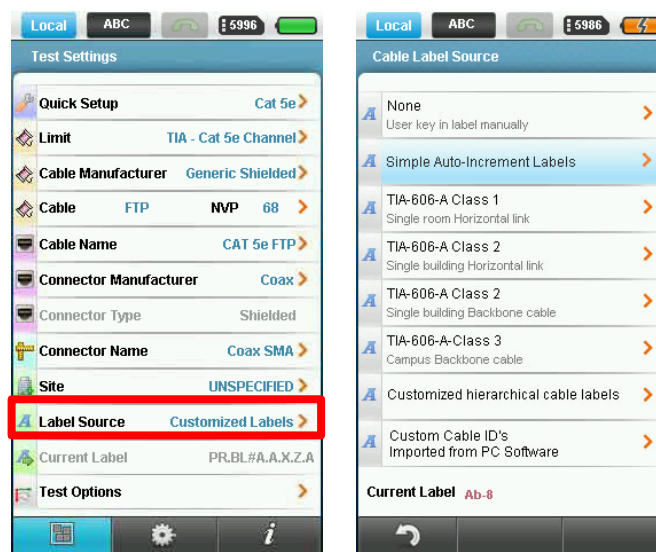 Local ABC 5996
Test Settings
Quick Setup Cat 5e
Limit TIA - Cat 5e Channel
Cable Manufacturer Generic Shielded
Cable FTP NVP 68
Cable Name CAT 5e FTP
Connector Manufacturer Coax
Connector Type Shielded
Connector Name Coax SMA
Site UNSPECIFIED
Label Source Customized Labels
Current Label PR.BL#A.A.X.Z.A
Test Options
i
Local ABC 5986
Cable Label Source
None
User key in label manually
Simple Auto-Increment Labels
TIA-606-A Class 1
Single room Horizontal link
TIA-606-A Class 2
Single building Horizontal link
TIA-606-A Class 2
Single building Backbone cable
TIA-606-A-Class 3
Campus Backbone cable
Customized hierarchical cable labels
Custom Cable ID's
Imported from PC Software
Current Label Ab-8